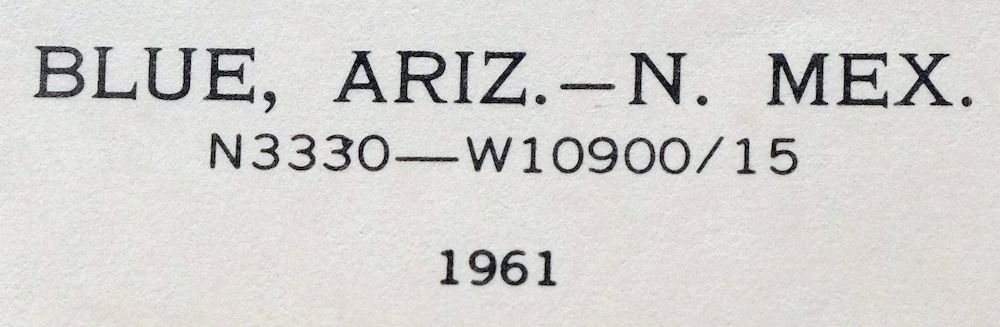 BLUE, ARIZ.—N. MEX.
N3330—W10900/15
1961